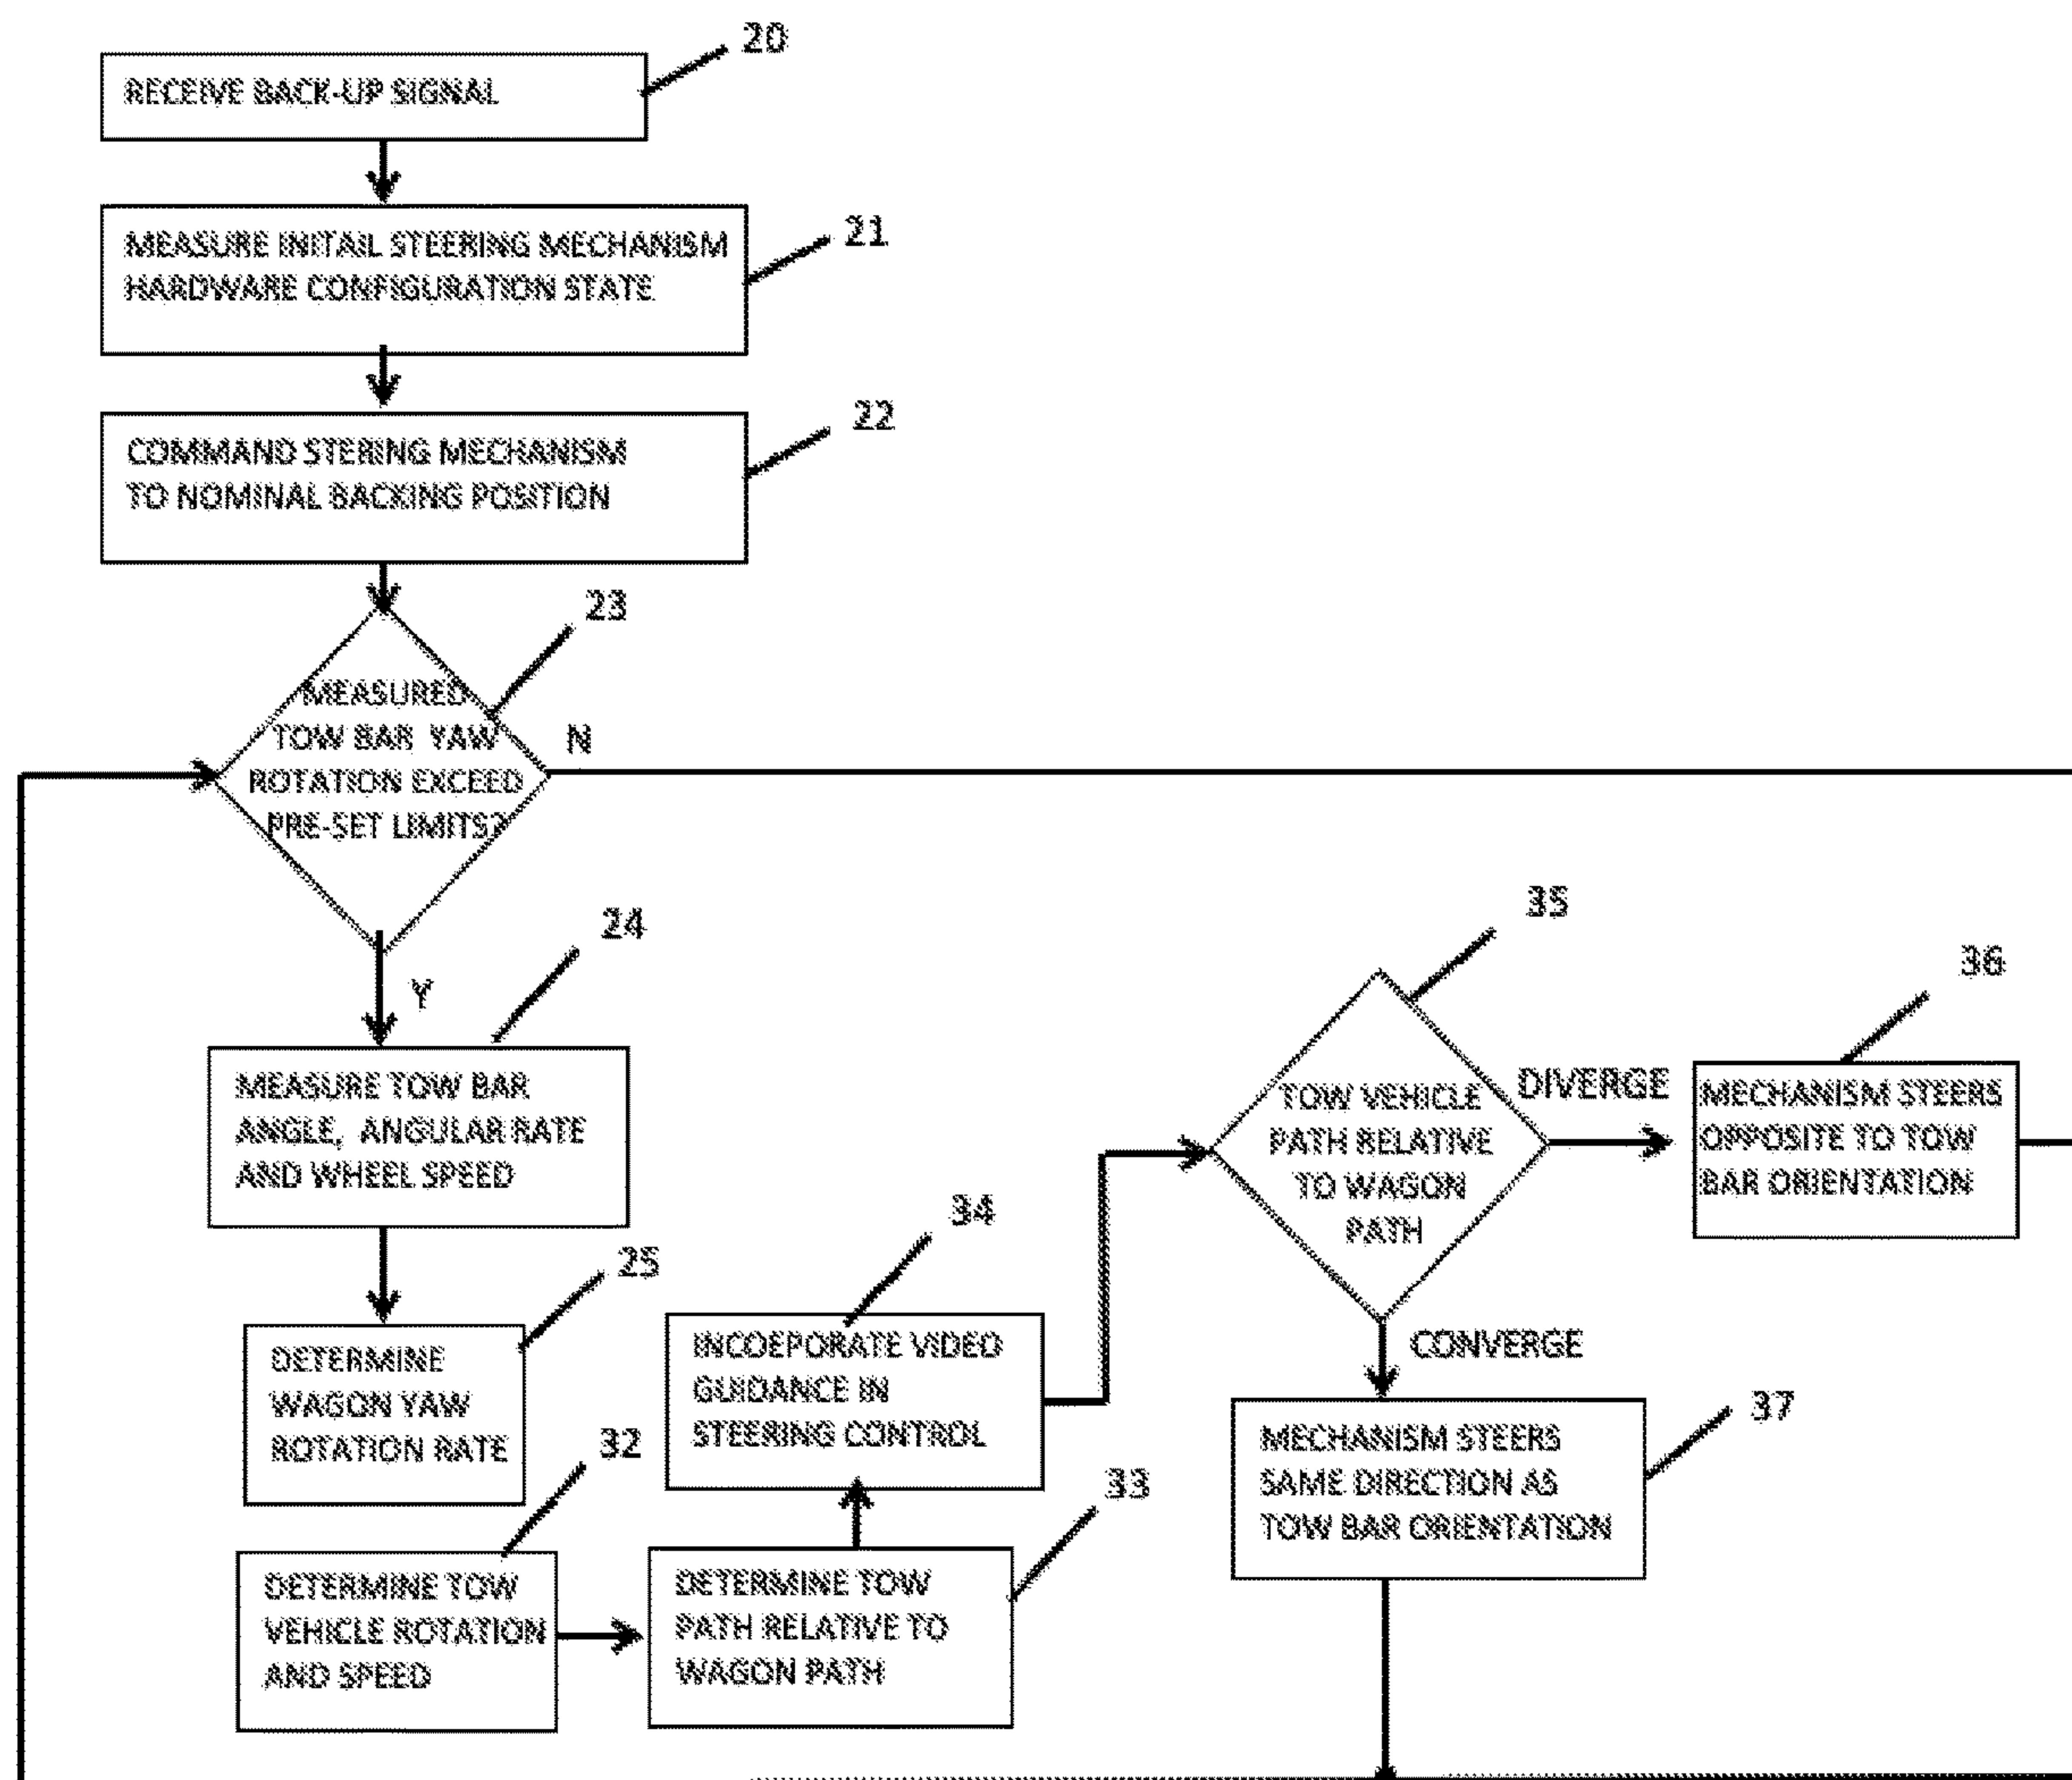 20
RECEIVE BACK-UP SIGNAL
21
MEASURE INITAIL STEERING MECHANISM
HARDWARE CONFIGURATION STATE
22
COMMAND STERING MECHANISM
TO NOMINAL BACKING POSITION
23
MEASURED
TOW BAR YAW
ROTATION EXCEED
PRE-SET LIMITS?
N
Y
24
MEASURE TOW BAR
ANGLE, ANGULAR RATE
AND WHEEL SPEED
25
DETERMINE
WAGON YAW
ROTATION RATE
32
DETERMINE TOW
VEHICLE ROTATION
AND SPEED
33
DETERMINE TOW
PATH RELATIVE TO
WAGON PATH
34
INCOEPORATE VIDEO
GUIDANCE IN
STEERING CONTROL
35
TOW VEHICLE
PATH RELATIVE
TO WAGON
PATH
DIVERGE
36
MECHANISM STEERS
OPPOSITE TO TOW
BAR ORIENTATION
CONVERGE
37
MECHANISM STEERS
SAME DIRECTION AS
TOW BAR ORIENTATION